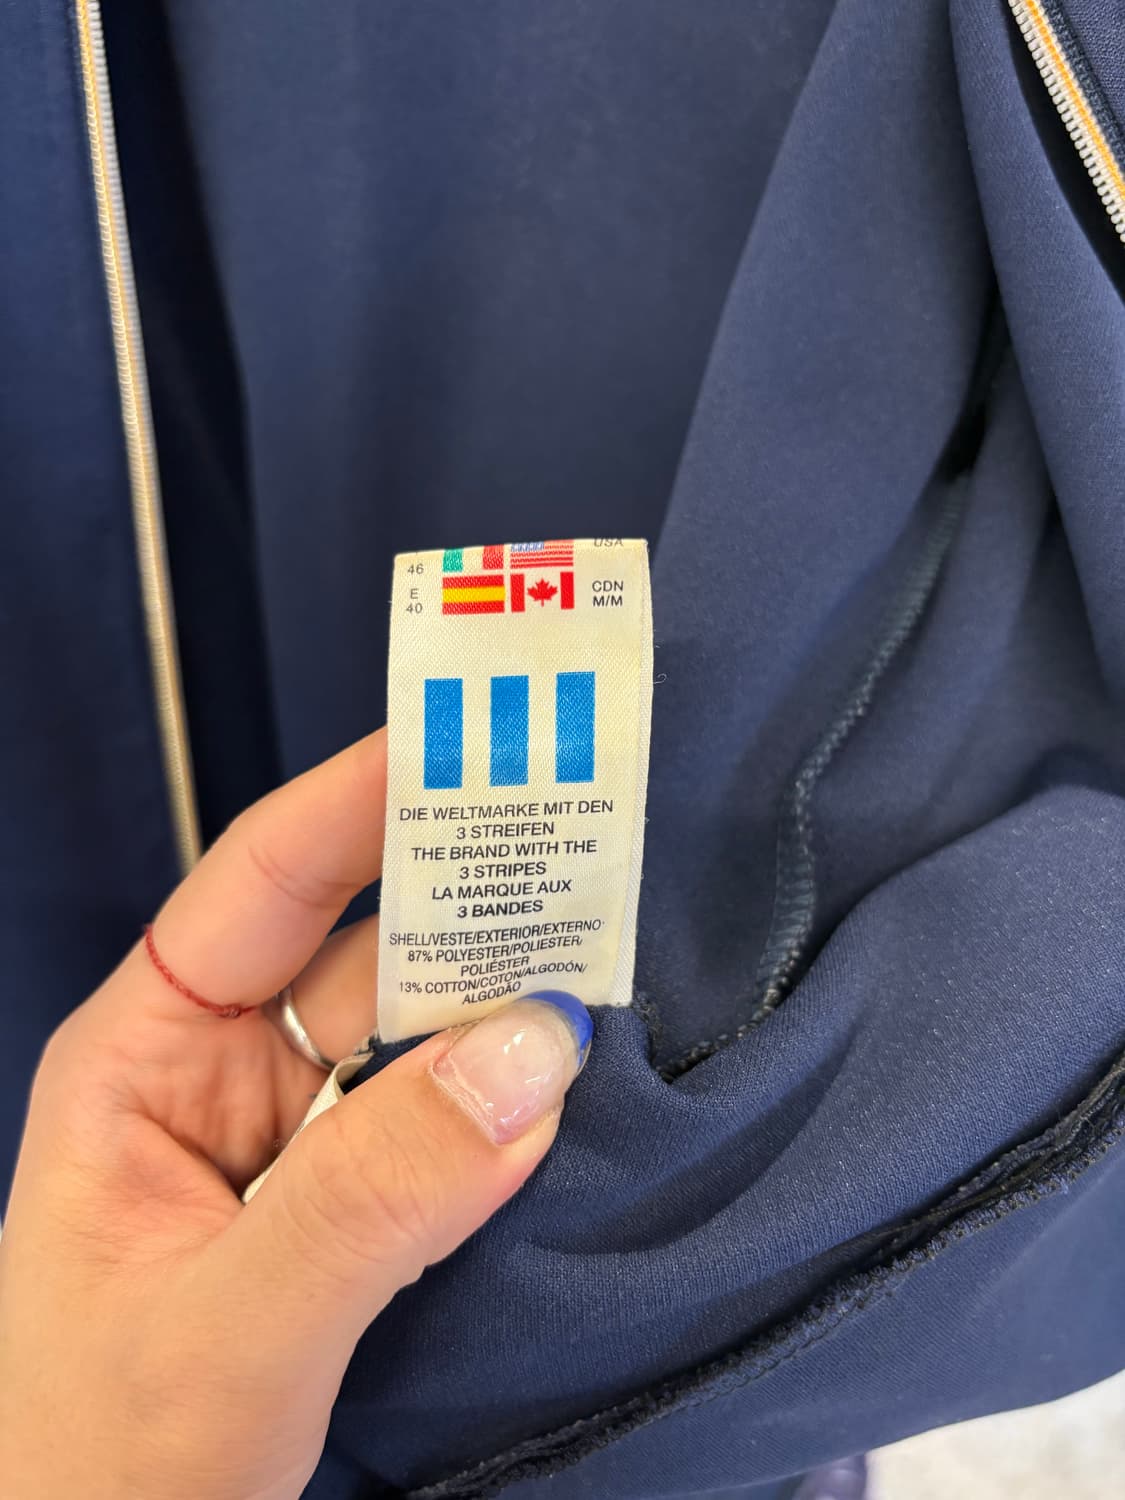 USA
46
E
40
CDN
M/M
DIE WELTMARKE MIT DEN
3 STREIFEN
THE BRAND WITH THE
3 STRIPES
LA MARQUE AUX
3 BANDES
SHELL/VESTE/EXTERIOR/EXTERNO
87% POLYESTER/POLIESTER/
POLIÉSTER
13% COTTON/COTON/ALGODÓN/
ALGODÃO